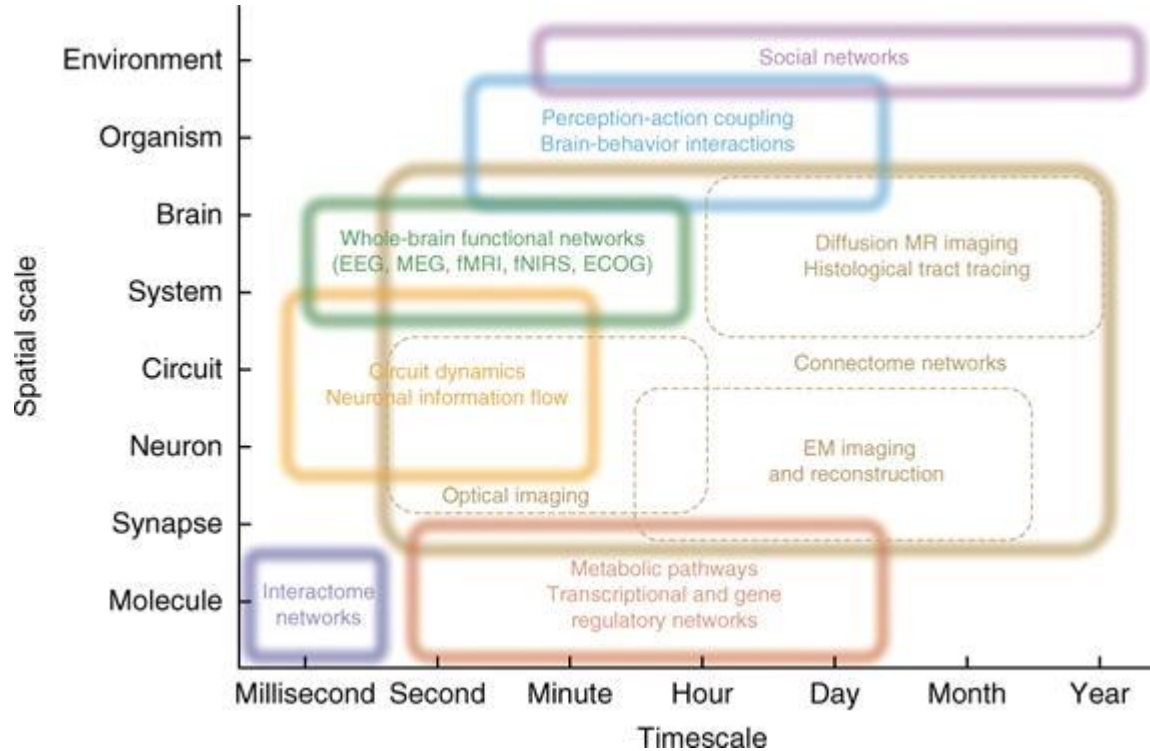 Environment
Organism
Brain
System
Circuit
Neuron
Synapse
Molecule
Spatial scale
Social networks
Perception-action coupling
Brain-behavior interactions
Whole-brain functional networks
(EEG, MEG, fMRI, fNIRS, ECOG)
Diffusion MR imaging
Histological tract tracing
Circuit dynamics
Neuronal information flow
Connectome networks
EM imaging
and reconstruction
Optical imaging
Interactome
networks
Metabolic pathways
Transcriptional and gene
regulatory networks
Millisecond
Second
Minute
Hour
Day
Month
Year
Timescale